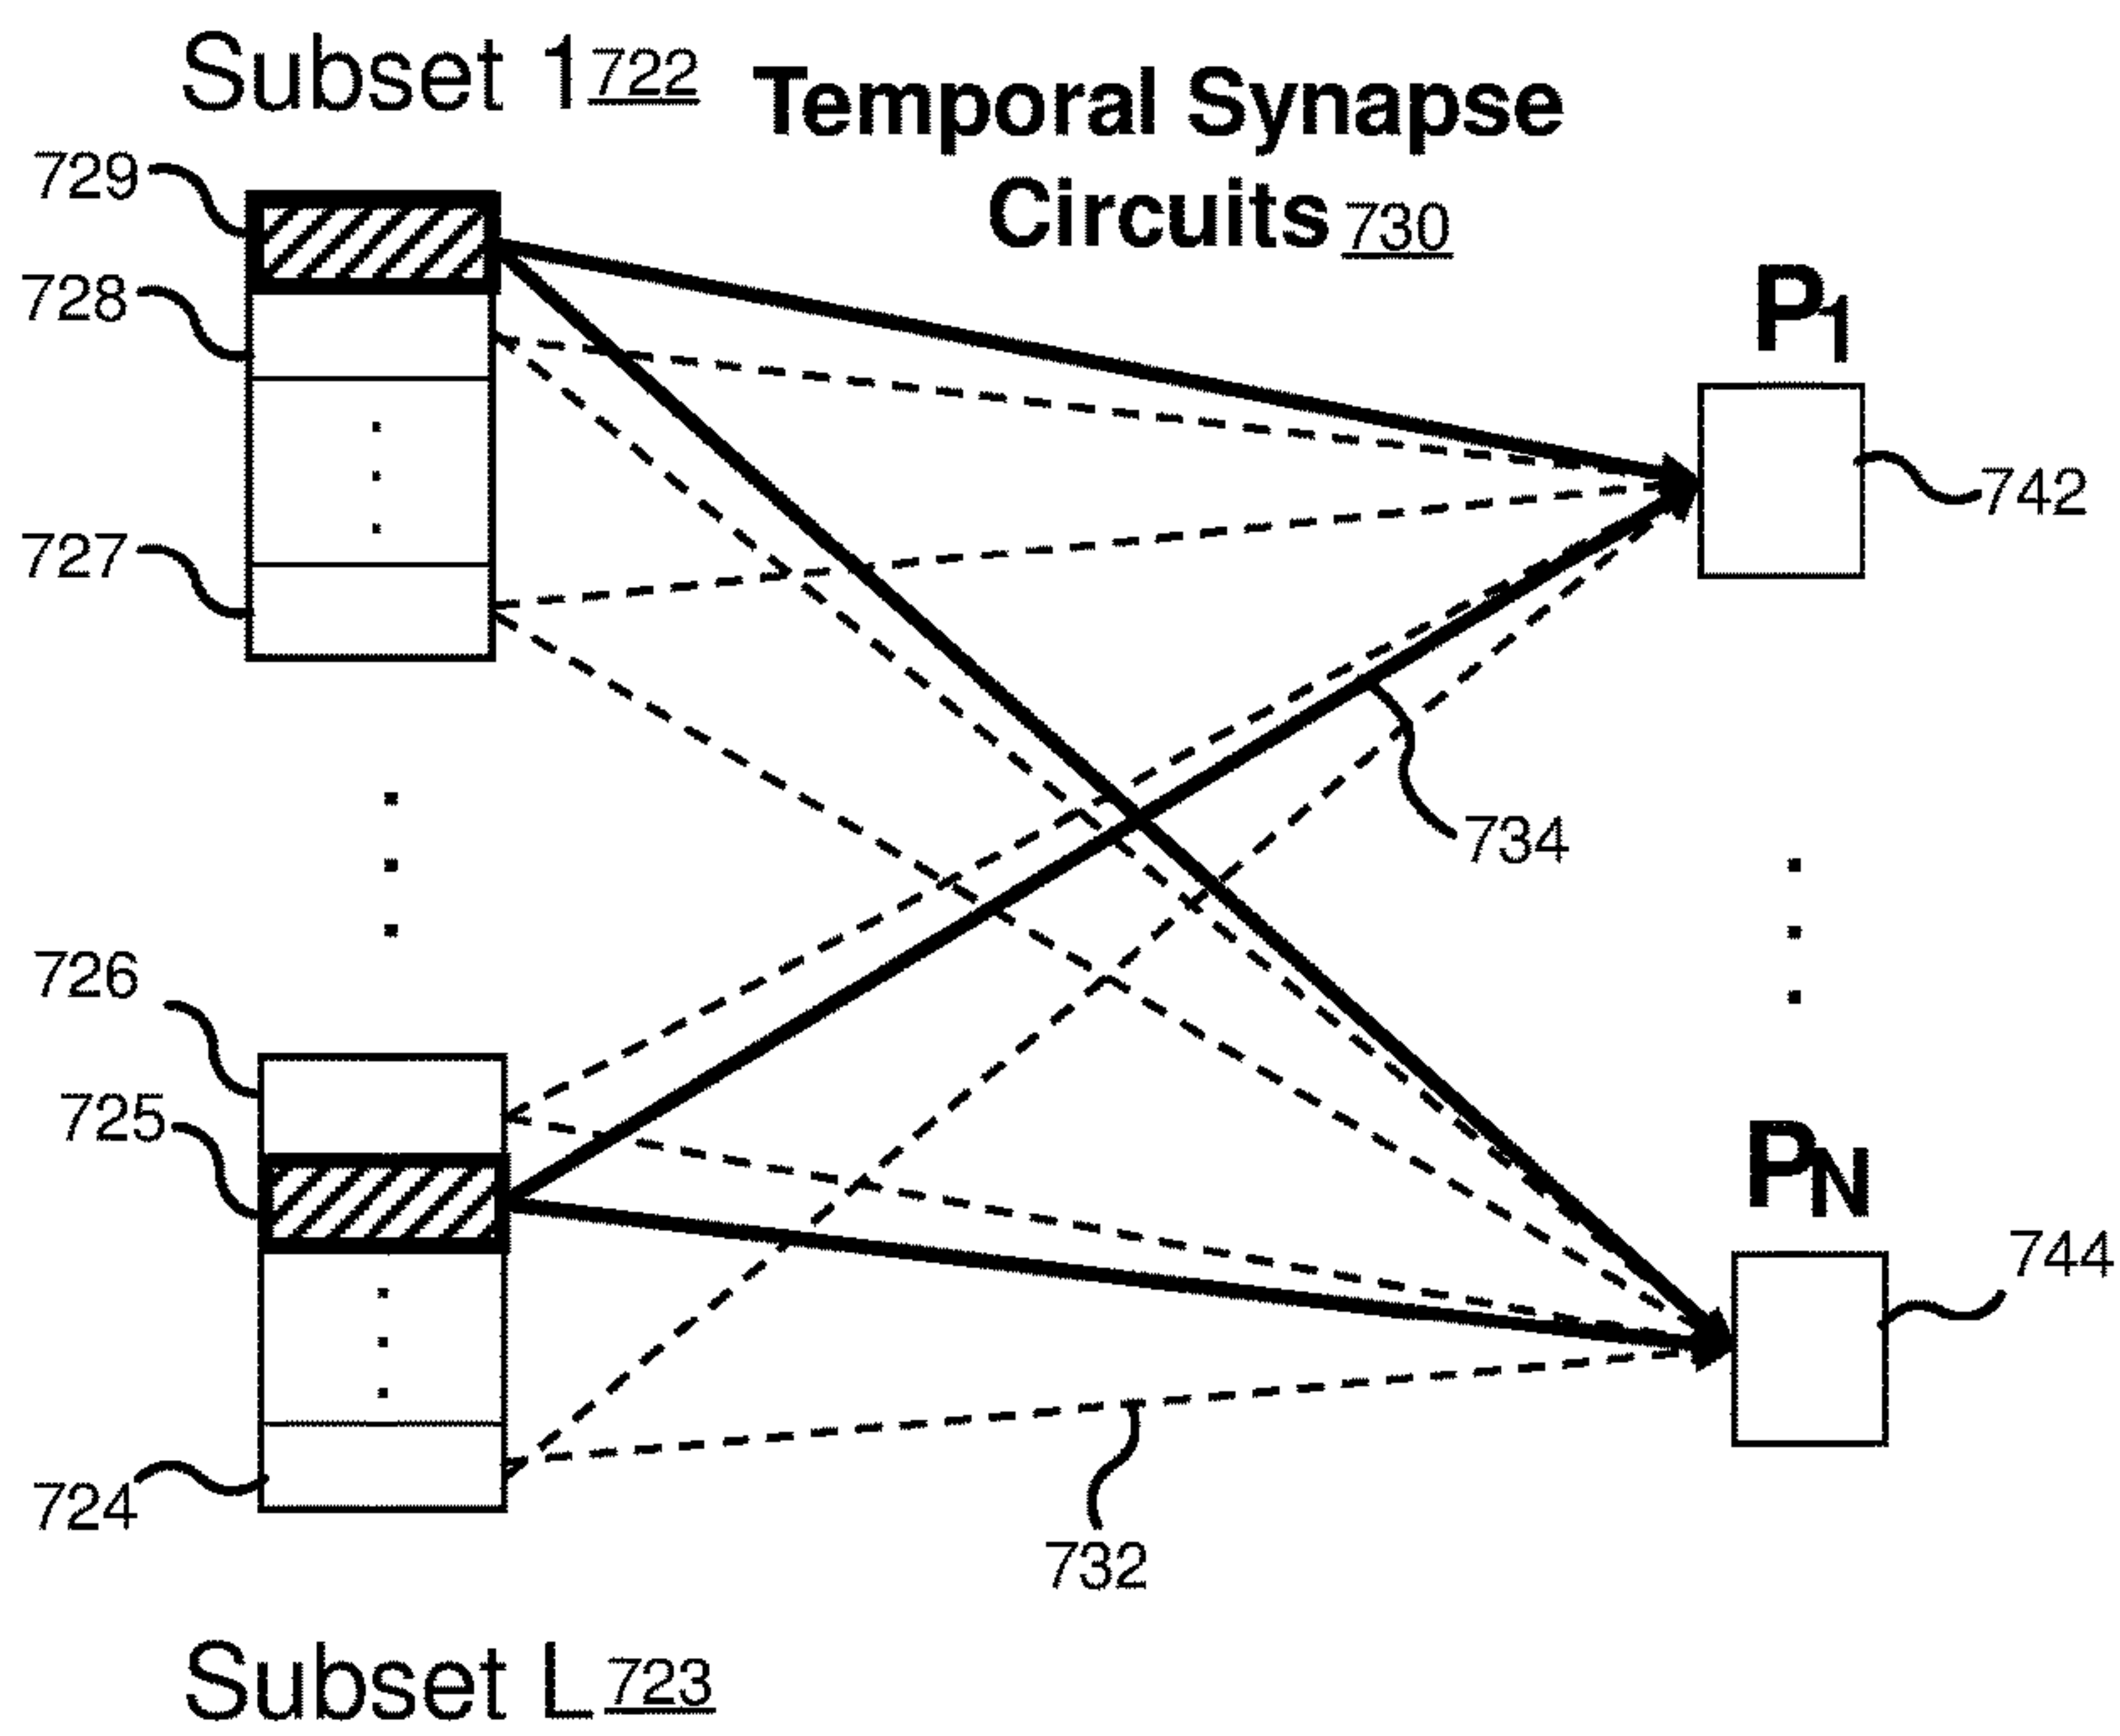 Subset 1 722
Temporal Synapse
Circuits 730
729
728
727
P1
742
734
726
725
724
PN
744
732
Subset L 723